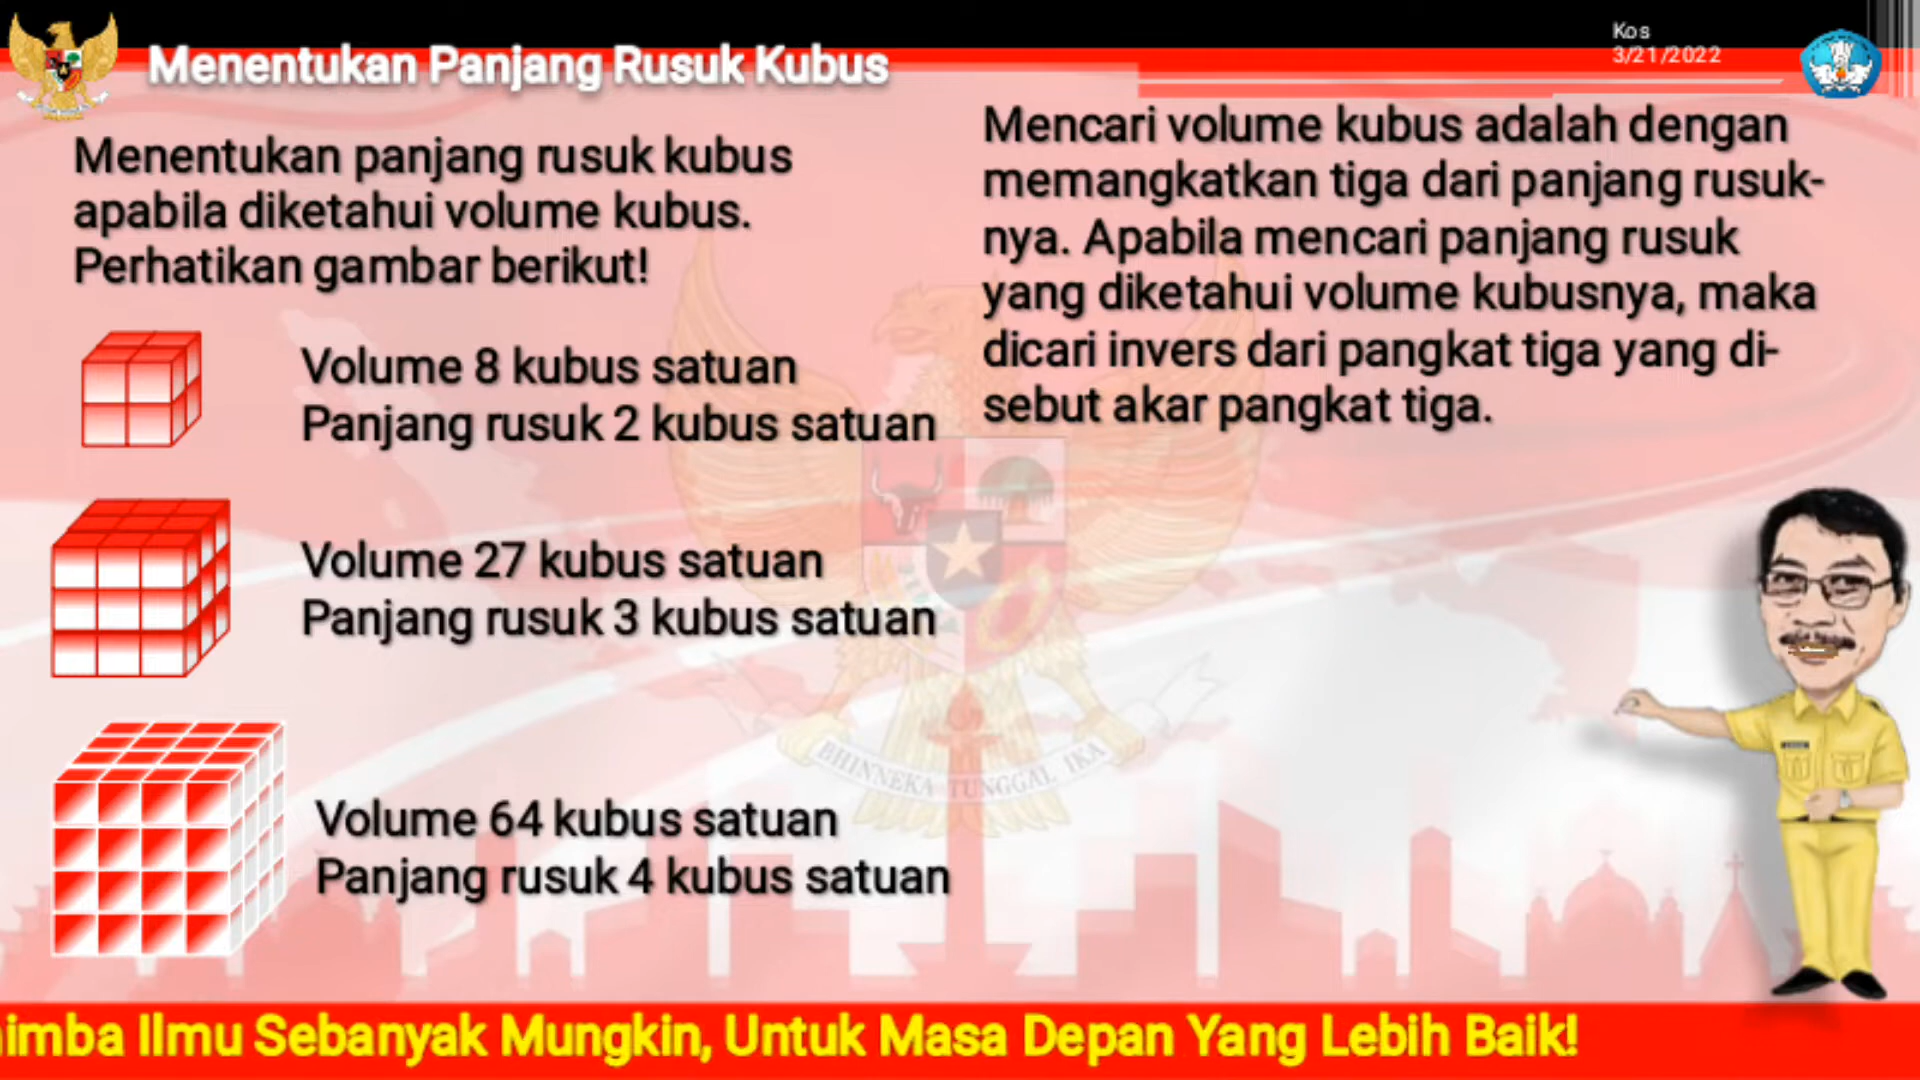 Menentukan Panjang Rusuk Kubus
Kos
3/21/2022
Menentukan panjang rusuk kubus
apabila diketahui volume kubus.
Perhatikan gambar berikut!
Volume 8 kubus satuan
Panjang rusuk 2 kubus satuan
Volume 27 kubus satuan
Panjang rusuk 3 kubus satuan
Volume 64 kubus satuan
Panjang rusuk 4 kubus satuan
Mencari volume kubus adalah dengan
memangkatkan tiga dari panjang rusuk-
nya. Apabila mencari panjang rusuk
yang diketahui volume kubusnya, maka
dicari invers dari pangkat tiga yang di-
sebut akar pangkat tiga.
BHINNEKA TUNGGAL IKA
Ilmu Sebanyak Mungkin, Untuk Masa Depan Yang Lebih Baik!